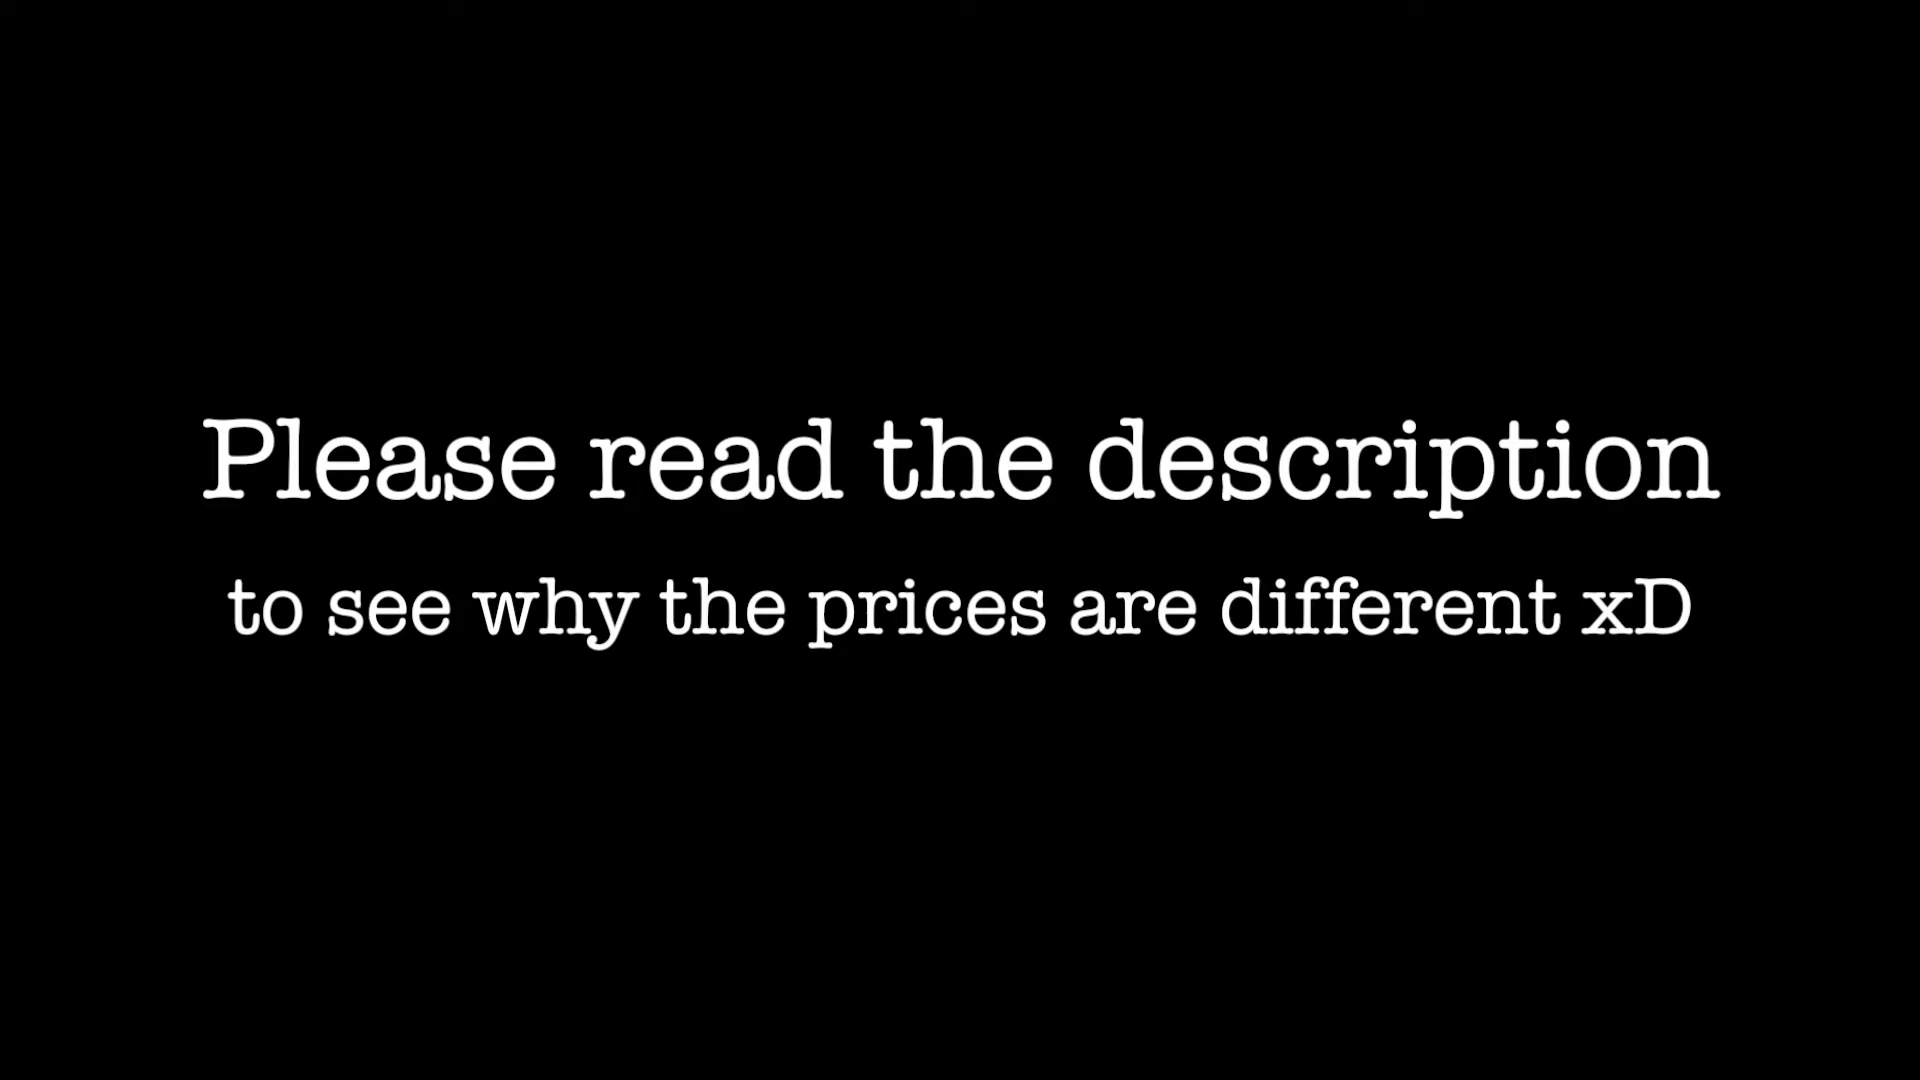 Please read the description
to see why the prices are different xD